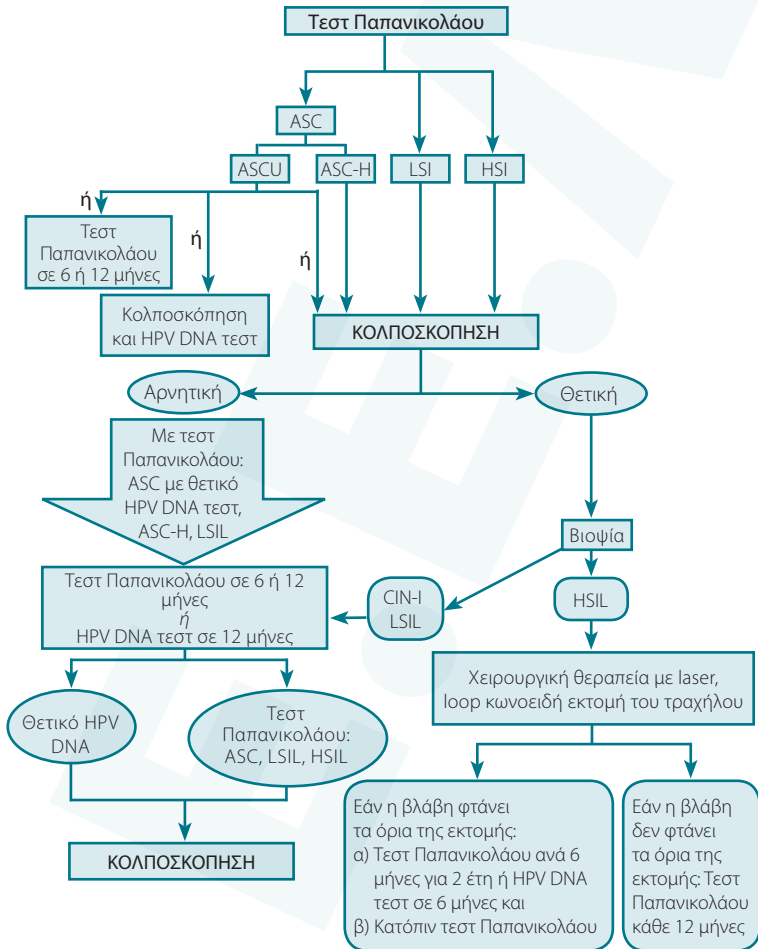 Τεστ Παπανικολάου
ASC
ASCU
ASC-H
LSI
HSI
ή
ή
ή
Τεστ
Παπανικολάου
σε 6 ή 12 μήνες
Κολποσκόπηση
και HPV DNA τεστ
ΚΟΛΠΟΣΚΟΠΗΣΗ
Αρνητική
Θετική
Με τεστ
Παπανικολάου:
ASC με θετικό
HPV DNA τεστ,
ASC-H, LSIL
Βιοψία
Τεστ Παπανικολάου σε 6 ή 12
μήνες
ή
HPV DNA τεστ σε 12 μήνες
CIN-I
LSIL
HSIL
Χειρουργική θεραπεία με laser,
loop κωνοειδή εκτομή του τραχήλου
Θετικό HPV
DNA
Τεστ
Παπανικολάου:
ASC, LSIL, HSIL
ΚΟΛΠΟΣΚΟΠΗΣΗ
Εάν η βλάβη φτάνει
τα όρια της εκτομής:
α) Τεστ Παπανικολάου ανά 6
μήνες για 2 έτη ή HPV DNA
τεστ σε 6 μήνες και
β) Κατόπιν τεστ Παπανικολάου
Εάν η βλάβη
δεν φτάνει
τα όρια της
εκτομής: Τεστ
Παπανικολάου
κάθε 12 μήνες